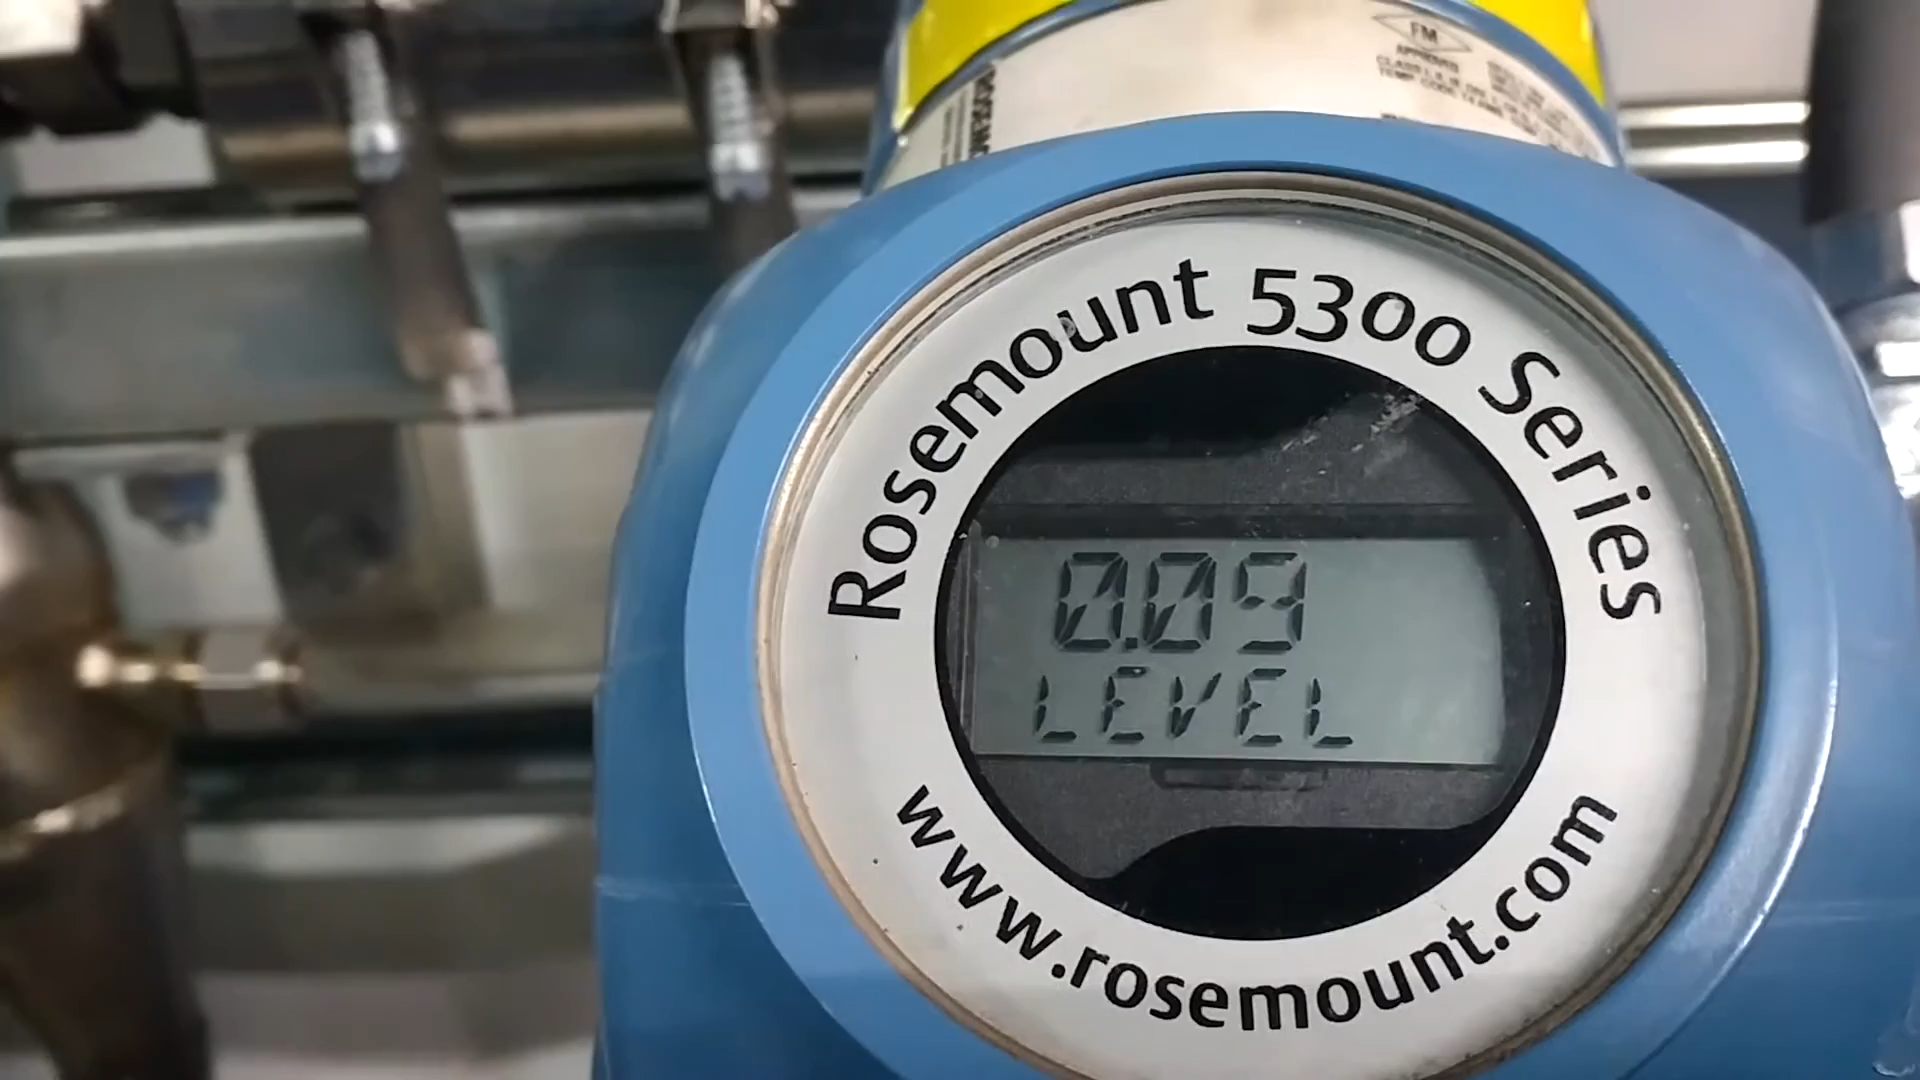 FM
APPROVED
Rosemount 5300 Series
0.09
LEVEL
www.rosemount.com